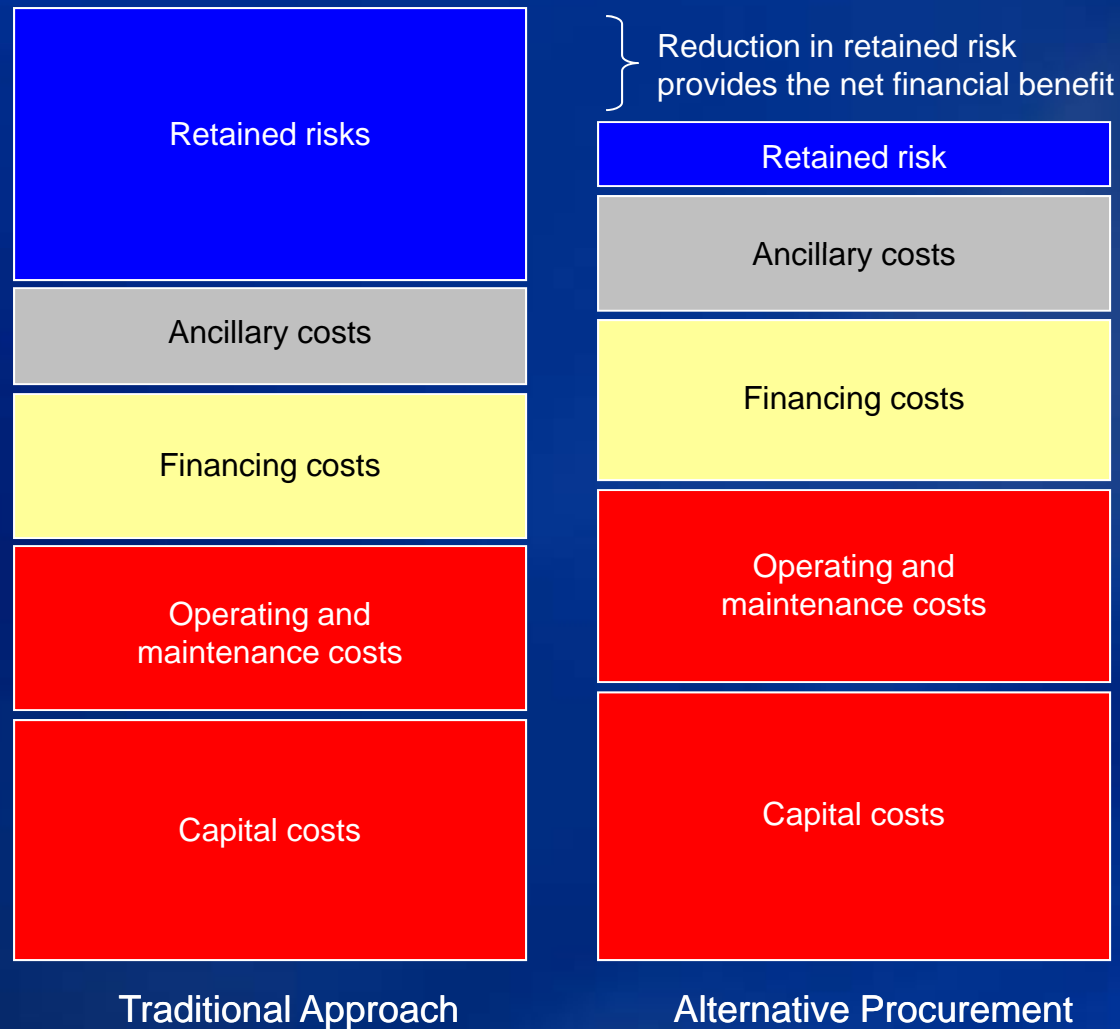 Retained risks
Ancillary costs
Financing costs
Operating and
maintenance costs
Capital costs
Traditional Approach
Reduction in retained risk
provides the net financial benefit
Retained risk
Ancillary costs
Financing costs
Operating and
maintenance costs
Capital costs
Alternative Procurement